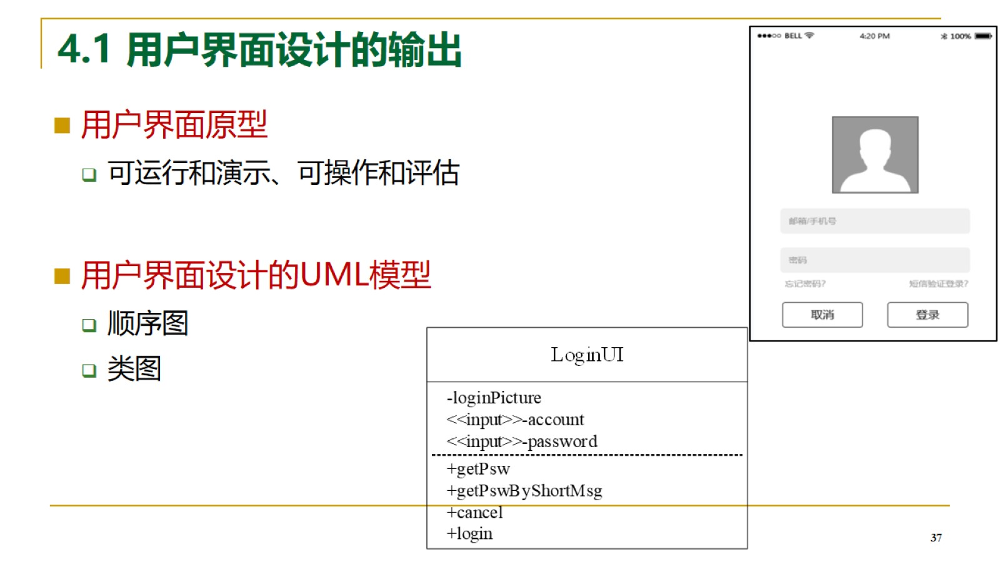 4.1 用户界面设计的输出
用户界面原型
可运行和演示、可操作和评估
用户界面设计的UML模型
顺序图
类图
BELL 4:20 PM 100%
邮箱/手机号
密码
忘记密码? 短信验证登录?
取消 登录
LoginUI
-loginPicture
<<input>>-account
<<input>>-password
+getPsw
+getPswByShortMsg
+cancel
+login
37